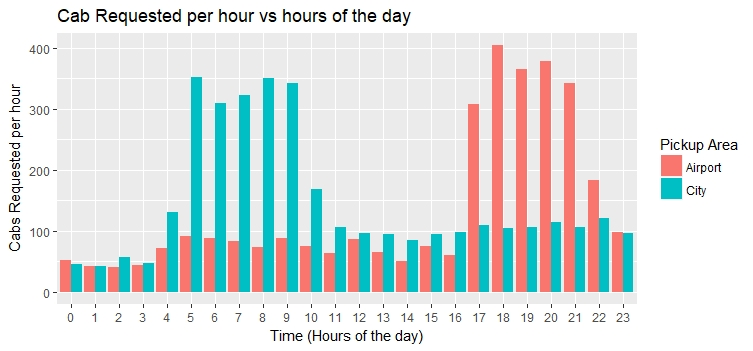 Cab Requested per hour vs hours of the day
Cabs Requested per hour
400
300
200
100
0
0 1 2 3 4 5 6 7 8 9 10 11 12 13 14 15 16 17 18 19 20 21 22 23
Time (Hours of the day)
Pickup Area
Airport
City